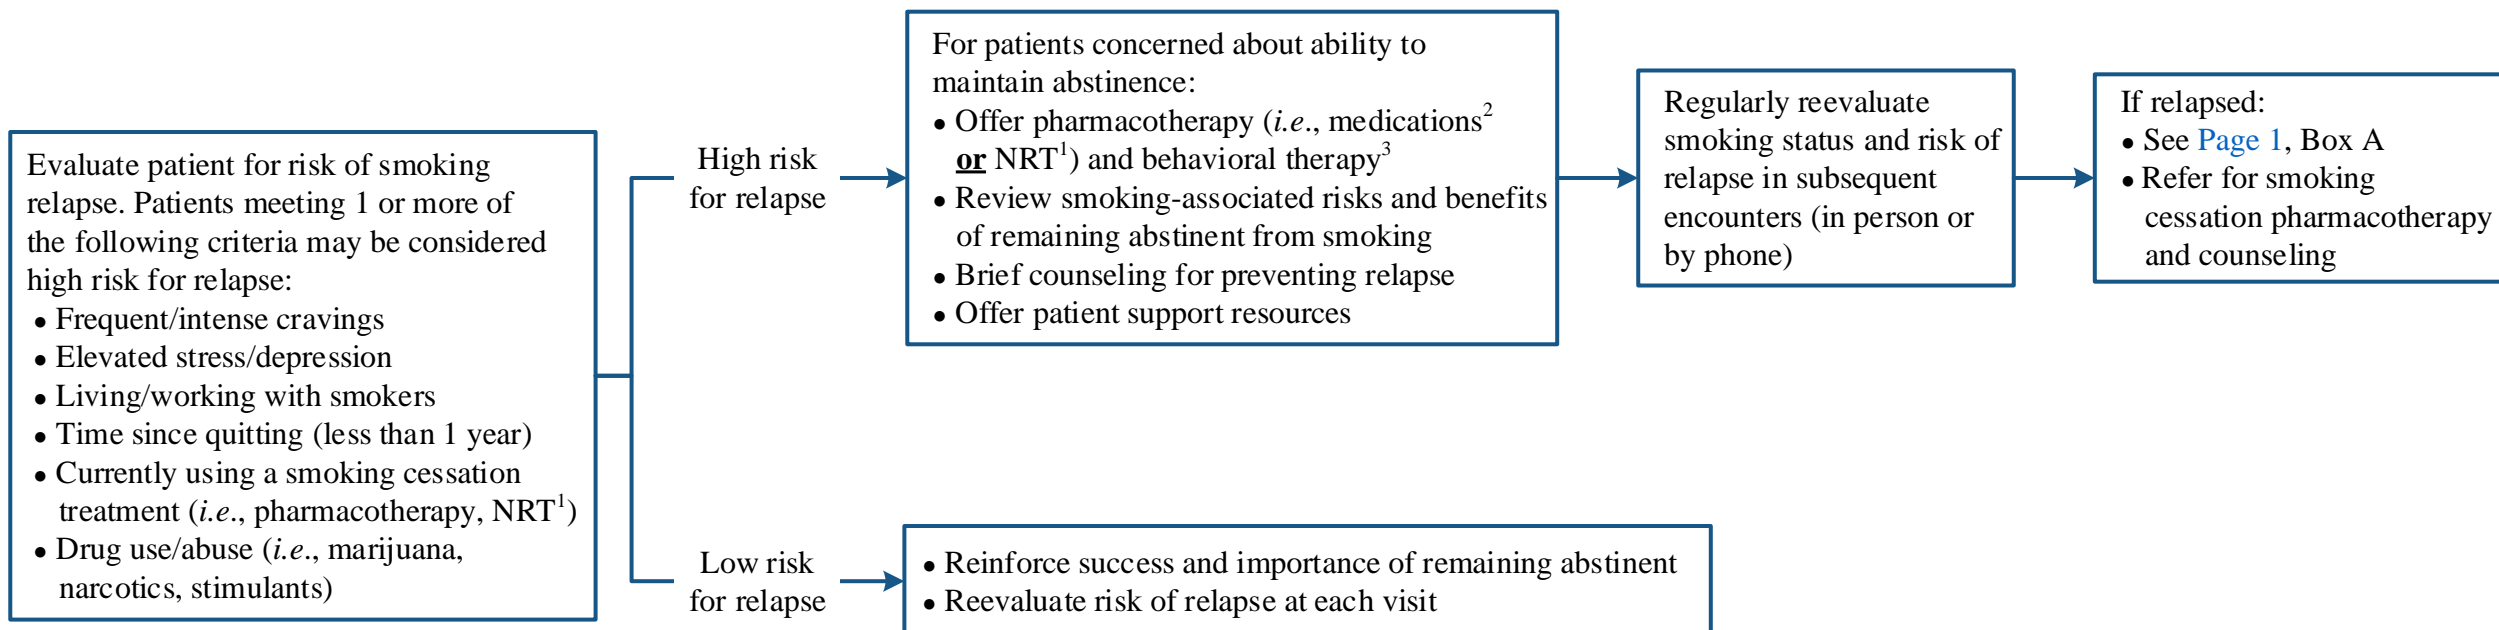 Evaluate patient for risk of smoking
relapse. Patients meeting 1 or more of
the following criteria may be considered
high risk for relapse:
● Frequent/intense cravings
● Elevated stress/depression
● Living/working with smokers
● Time since quitting (less than 1 year)
● Currently using a smoking cessation
treatment (i.e., pharmacotherapy, NRT¹)
● Drug use/abuse (i.e., marijuana,
narcotics, stimulants)
High risk
for relapse
For patients concerned about ability to
maintain abstinence:
● Offer pharmacotherapy (i.e., medications²
or NRT¹) and behavioral therapy³
● Review smoking-associated risks and benefits
of remaining abstinent from smoking
● Brief counseling for preventing relapse
● Offer patient support resources
Regularly reevaluate
smoking status and risk of
relapse in subsequent
encounters (in person or
by phone)
If relapsed:
● See Page 1, Box A
● Refer for smoking
cessation pharmacotherapy
and counseling
Low risk
for relapse
● Reinforce success and importance of remaining abstinent
● Reevaluate risk of relapse at each visit